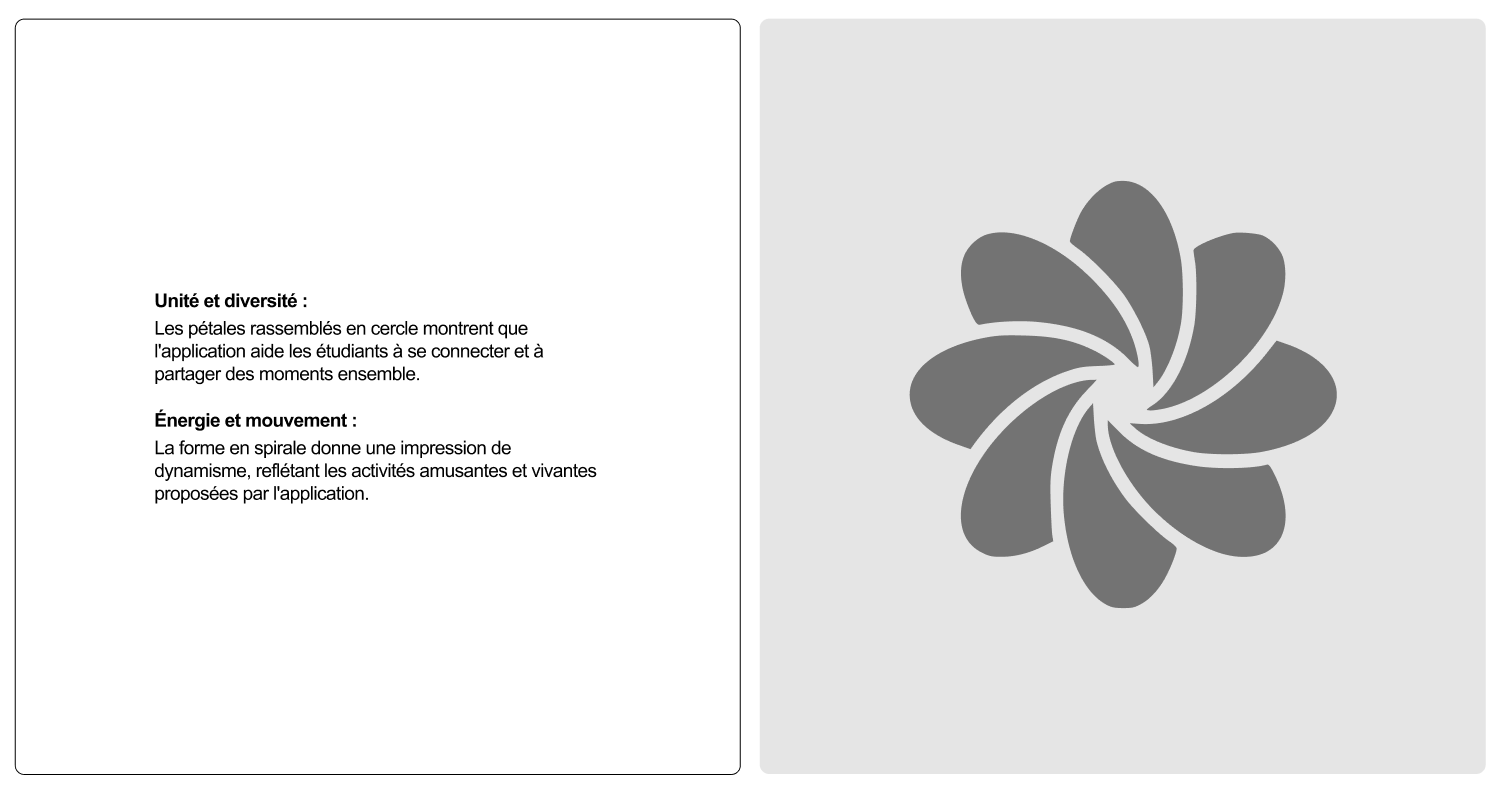 Unité et diversité :
Les pétales rassemblés en cercle montrent que
l'application aide les étudiants à se connecter et à
partager des moments ensemble.
Énergie et mouvement :
La forme en spirale donne une impression de
dynamisme, reflétant les activités amusantes et vivantes
proposées par l'application.